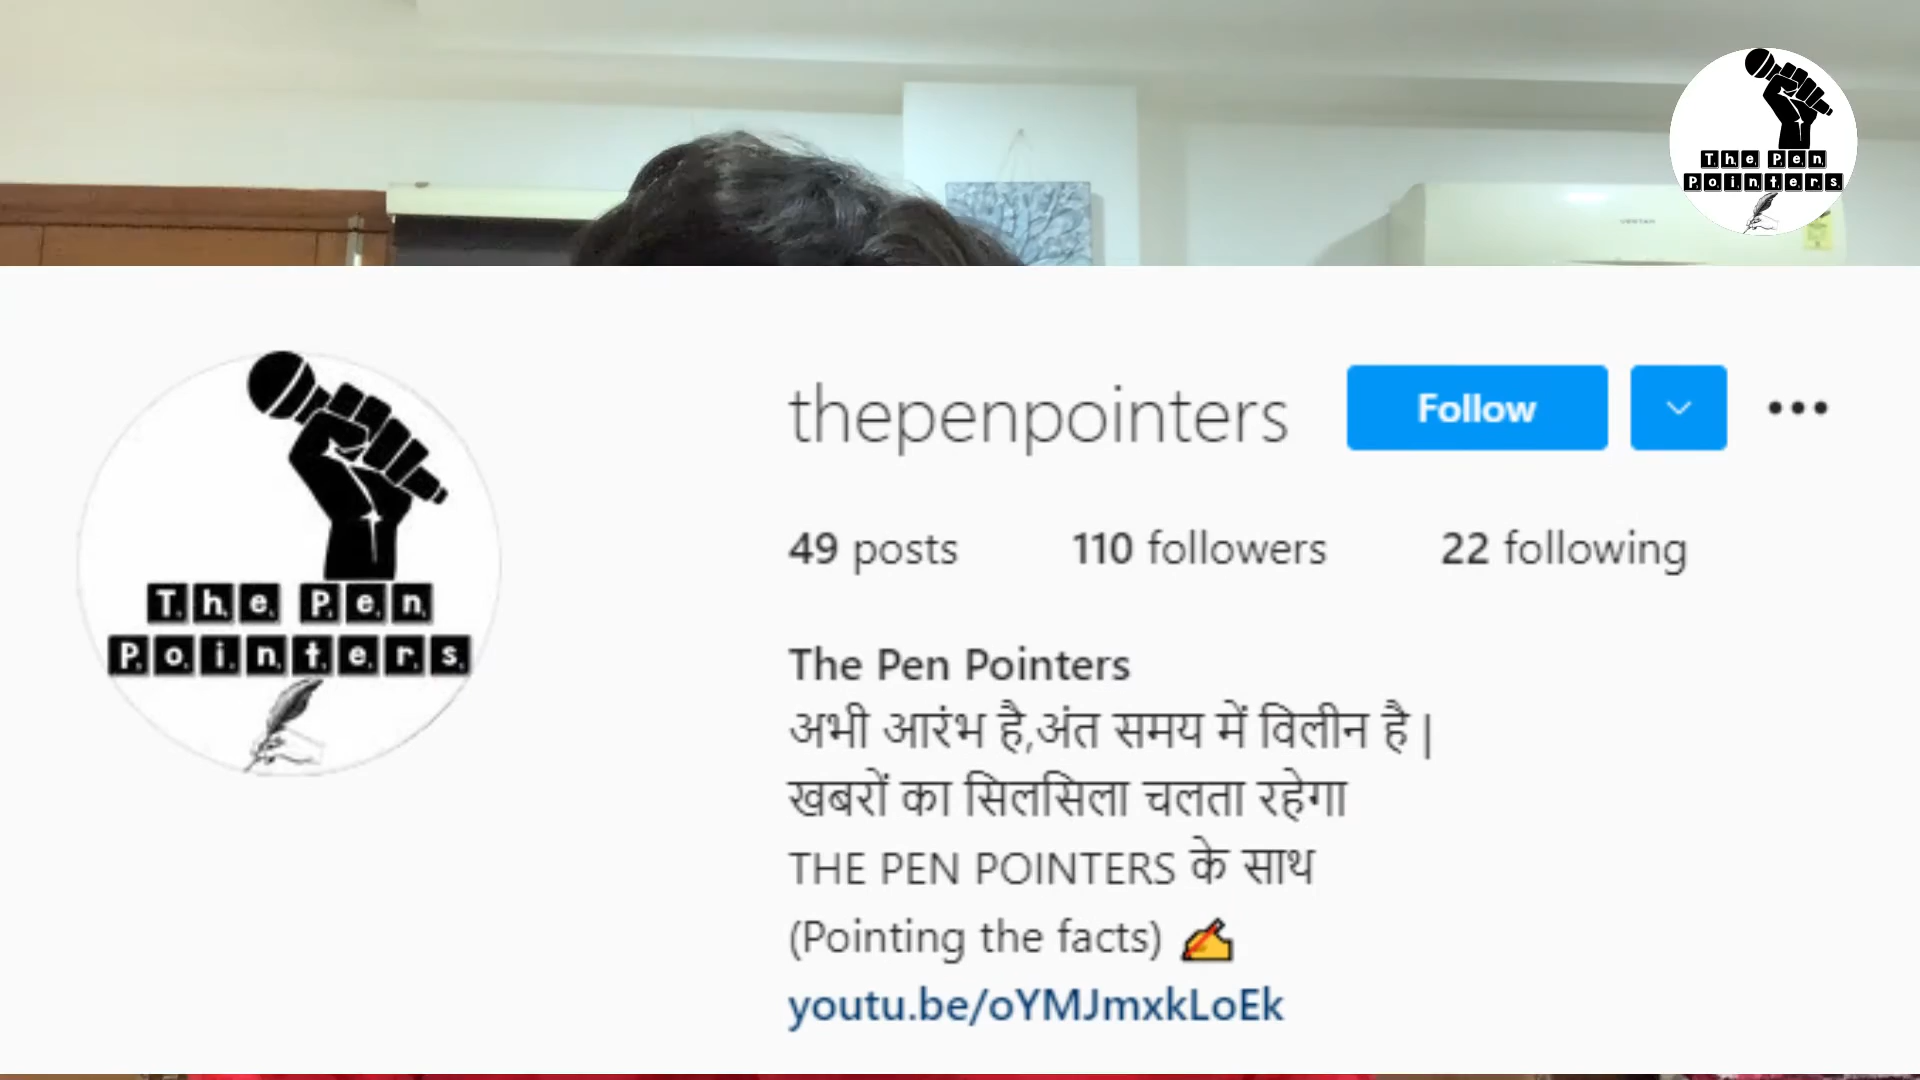 The Pen
Pointers
thepenpointers
Follow
49 posts 110 followers 22 following
The Pen
Pointers
The Pen Pointers
अभी आरंभ है,अंत समय में विलीन है |
खबरों का सिलसिला चलता रहेगा
THE PEN POINTERS के साथ
(Pointing the facts) ✍
youtu.be/oYMJmxkLoEk